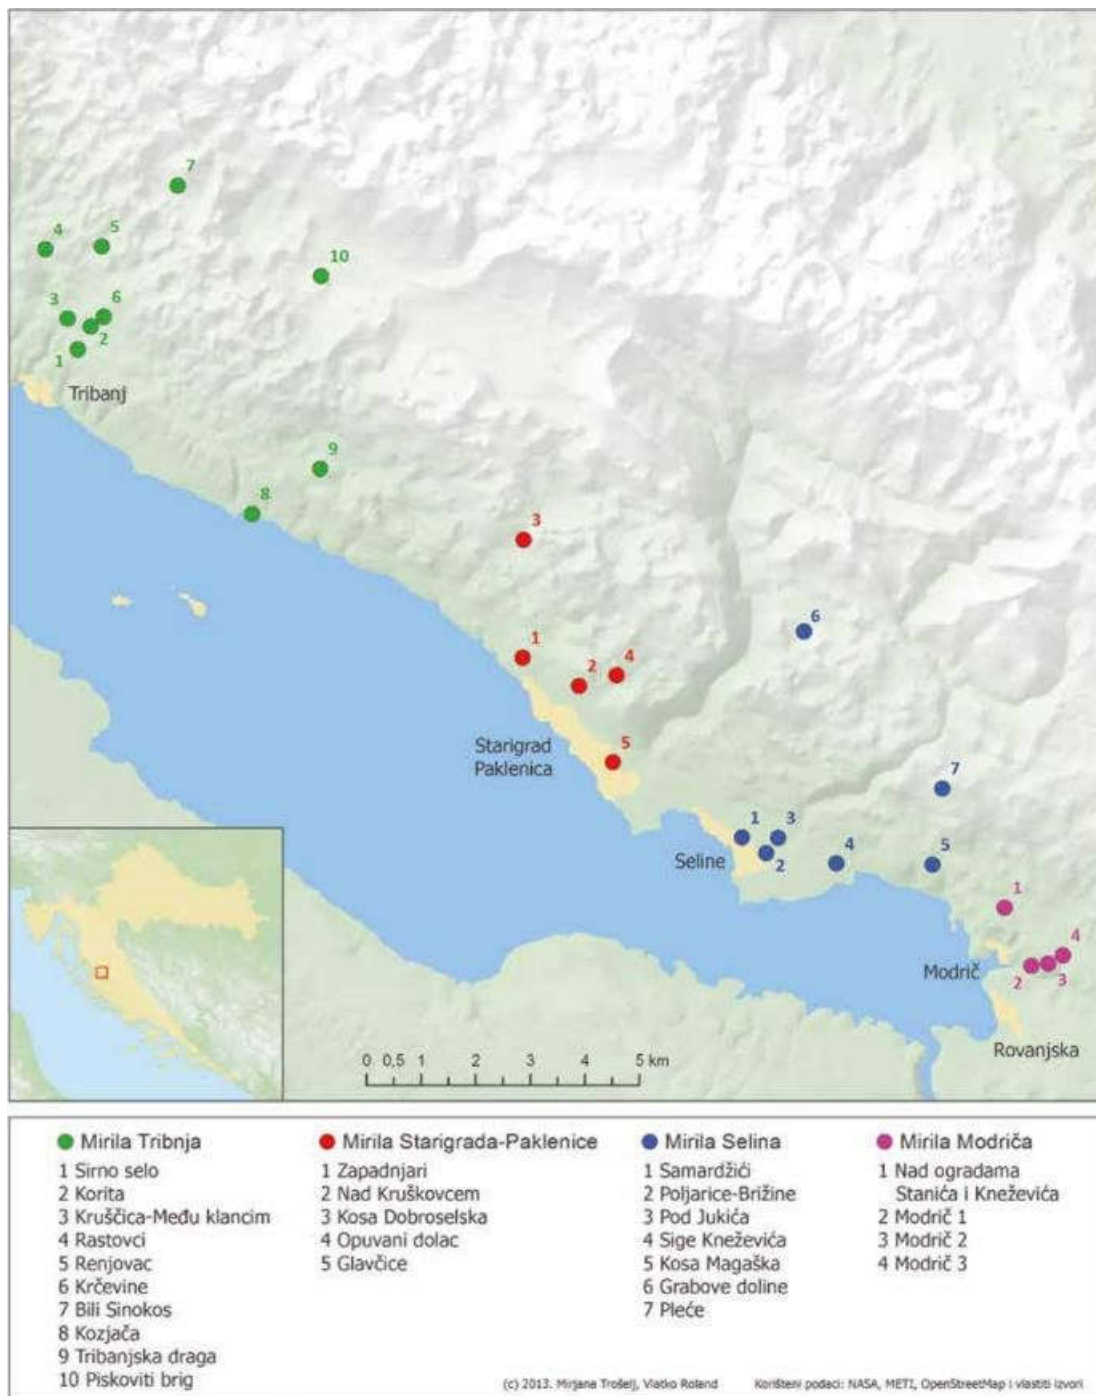 7
4
5
10
3
6
2
1
Tribanj
9
8
3
6
1
2
4
Starigrad
Paklenica
5
7
1
3
Seline
2
4
5
1
4
Modrič
2
3
Rovanjska
0 0,5 1 2 3 4 5 km
Mirila Tribnja
1 Sirno selo
2 Korita
3 Kruščica-Među klancim
4 Rastovci
5 Renjovac
6 Krčevine
7 Bili Sinokos
8 Kozjača
9 Tribanjska draga
10 Piskoviti brig
Mirila Starigrada-Paklenice
1 Zapadnjari
2 Nad Kruškovcem
3 Kosa Dobroselska
4 Opuvani dolac
5 Glavčice
Mirila Selina
1 Samardžići
2 Poljarice-Brižine
3 Pod Jukića
4 Sige Kneževića
5 Kosa Magaška
6 Grabove doline
7 Pleće
Mirila Modriča
1 Nad ogradama
Stanića i Kneževića
2 Modrič 1
3 Modrič 2
4 Modrič 3
(c) 2013. Mirjana Trošelj, Vlatko Roland
Korišteni podaci: NASA, METI, OpenStreetMap i vlastiti izvori